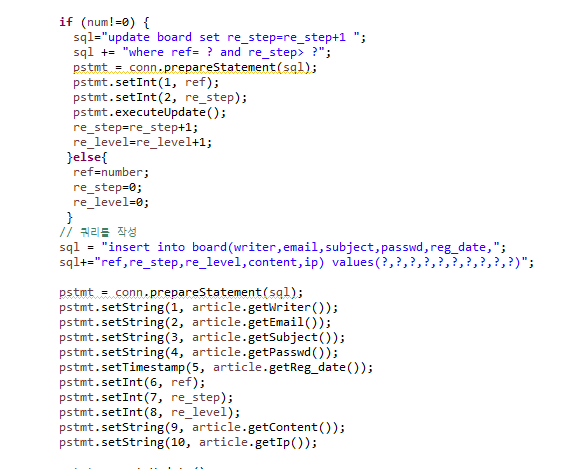 if (num!=0) {
sql="update board set re_step=re_step+1 ";
sql += "where ref= ? and re_step> ?";
pstmt = conn.prepareStatement(sql);
pstmt.setInt(1, ref);
pstmt.setInt(2, re_step);
pstmt.executeUpdate();
re_step=re_step+1;
re_level=re_level+1;
}else{
ref=number;
re_step=0;
re_level=0;
}
// 쿼리를 작성
sql = "insert into board(writer,email,subject,passwd,reg_date,";
sql+="ref,re_step,re_level,content,ip) values(?,?,?,?,?,?,?,?,?,?)";
pstmt = conn.prepareStatement(sql);
pstmt.setString(1, article.getWriter());
pstmt.setString(2, article.getEmail());
pstmt.setString(3, article.getSubject());
pstmt.setString(4, article.getPasswd());
pstmt.setTimestamp(5, article.getReg_date());
pstmt.setInt(6, ref);
pstmt.setInt(7, re_step);
pstmt.setInt(8, re_level);
pstmt.setString(9, article.getContent());
pstmt.setString(10, article.getIp());